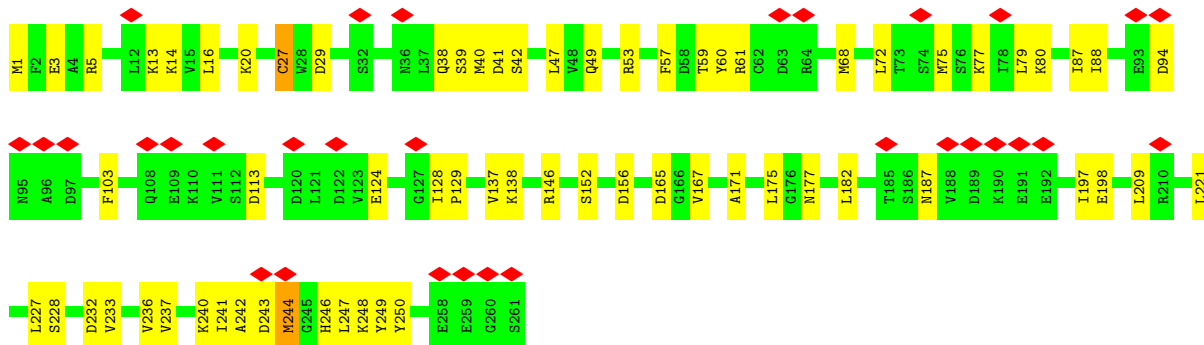 M1 F2 E3 A4 R5 L12 K13 K14 V15 L16 K20 C27 W28 D29 S32 N36 L37 Q38 S39 M40 D41 S42 L47 V48 Q49 R53 F57 D58 T59 Y60 R61 C62 D63 R64 M68 L72 T73 S74 M75 S76 K77 I78 L79 K80 I87 I88 E93 D94
N95 A96 D97 F103 Q108 E109 K110 V111 S112 D113 D120 L121 D122 V123 E124 G127 I128 P129 V137 K138 R146 S152 D156 D165 G166 V167 A171 L175 G176 N177 L182 T185 S186 N187 V188 D189 K190 E191 E192 I197 E198 L209 R210 L221
L227 S228 D232 V233 V236 V237 K240 I241 A242 D243 M244 G245 H246 L247 K248 Y249 Y250 E258 E259 G260 S261